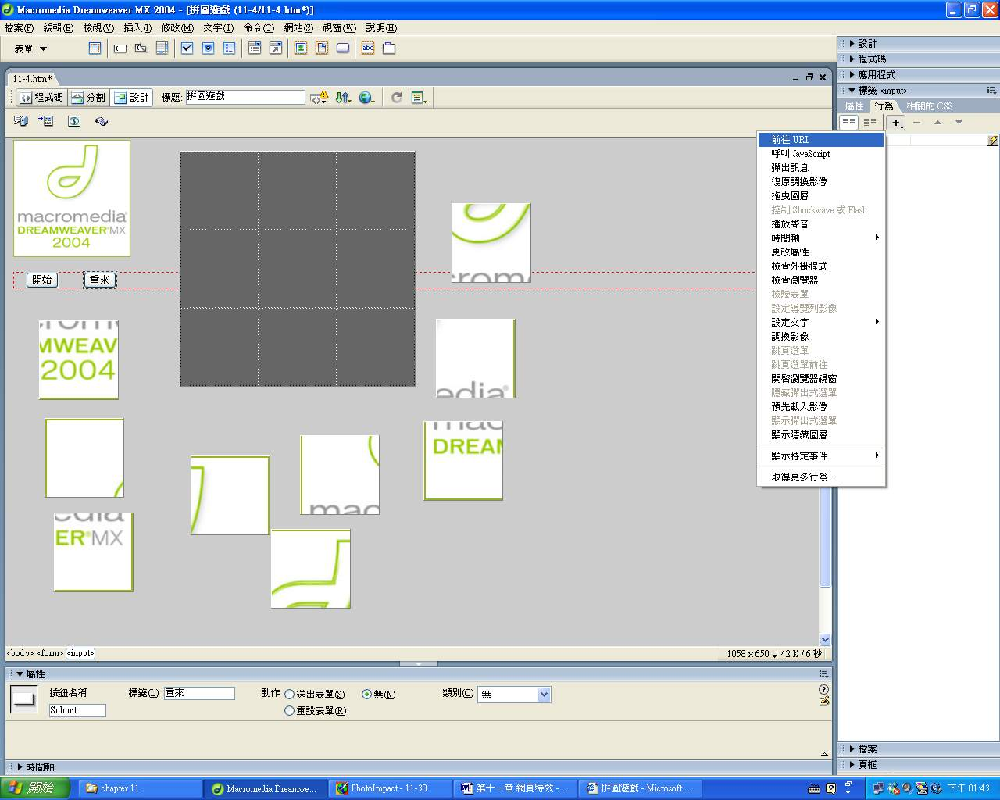 Macromedia Dreamweaver MX 2004 - [拼圖遊戲 (11-4/11-4.htm*)]
檔案(F) 編輯(E) 檢視(V) 插入(I) 修改(M) 文字(T) 命令(C) 網站(S) 視窗(W) 說明(H)
表單
abc
11-4.htm*
程式碼 分割 設計 標題: 拼圖遊戲
設計
程式碼
應用程式
標籤 <input>
屬性 行為 相關的 CSS
前往 URL
呼叫 JavaScript
彈出訊息
復原調換影像
拖曳圖層
控制 Shockwave 或 Flash
播放聲音
時間軸
更改屬性
檢查外掛程式
檢查瀏覽器
檢驗表單
設定導覽列影像
設定文字
調換影像
跳頁選單
跳頁選單前往
開啓瀏覽器視窗
隱藏彈出式選單
預先載入影像
顯示彈出式選單
顯示隱藏圖層
顯示特定事件
取得更多行為...
macromedia®
DREAMWEAVER®MX
2004
開始 重來
crom
edia®
MWEAV
2004
DREAM
mac
ER®MX
<body> <form> <input>
1058 x 650 42 K / 6 秒
屬性
按鈕名稱 標籤(L) 重來 動作 送出表單(S) 無(N) 類別(C) 無
Submit 重設表單(R)
時間軸
檔案
頁框
開始 chapter 11 Macromedia Dreamwe... PhotoImpact - 11-30 第十一章 網頁特效 -... 拼圖遊戲 - Microsoft ... 下午 01:43